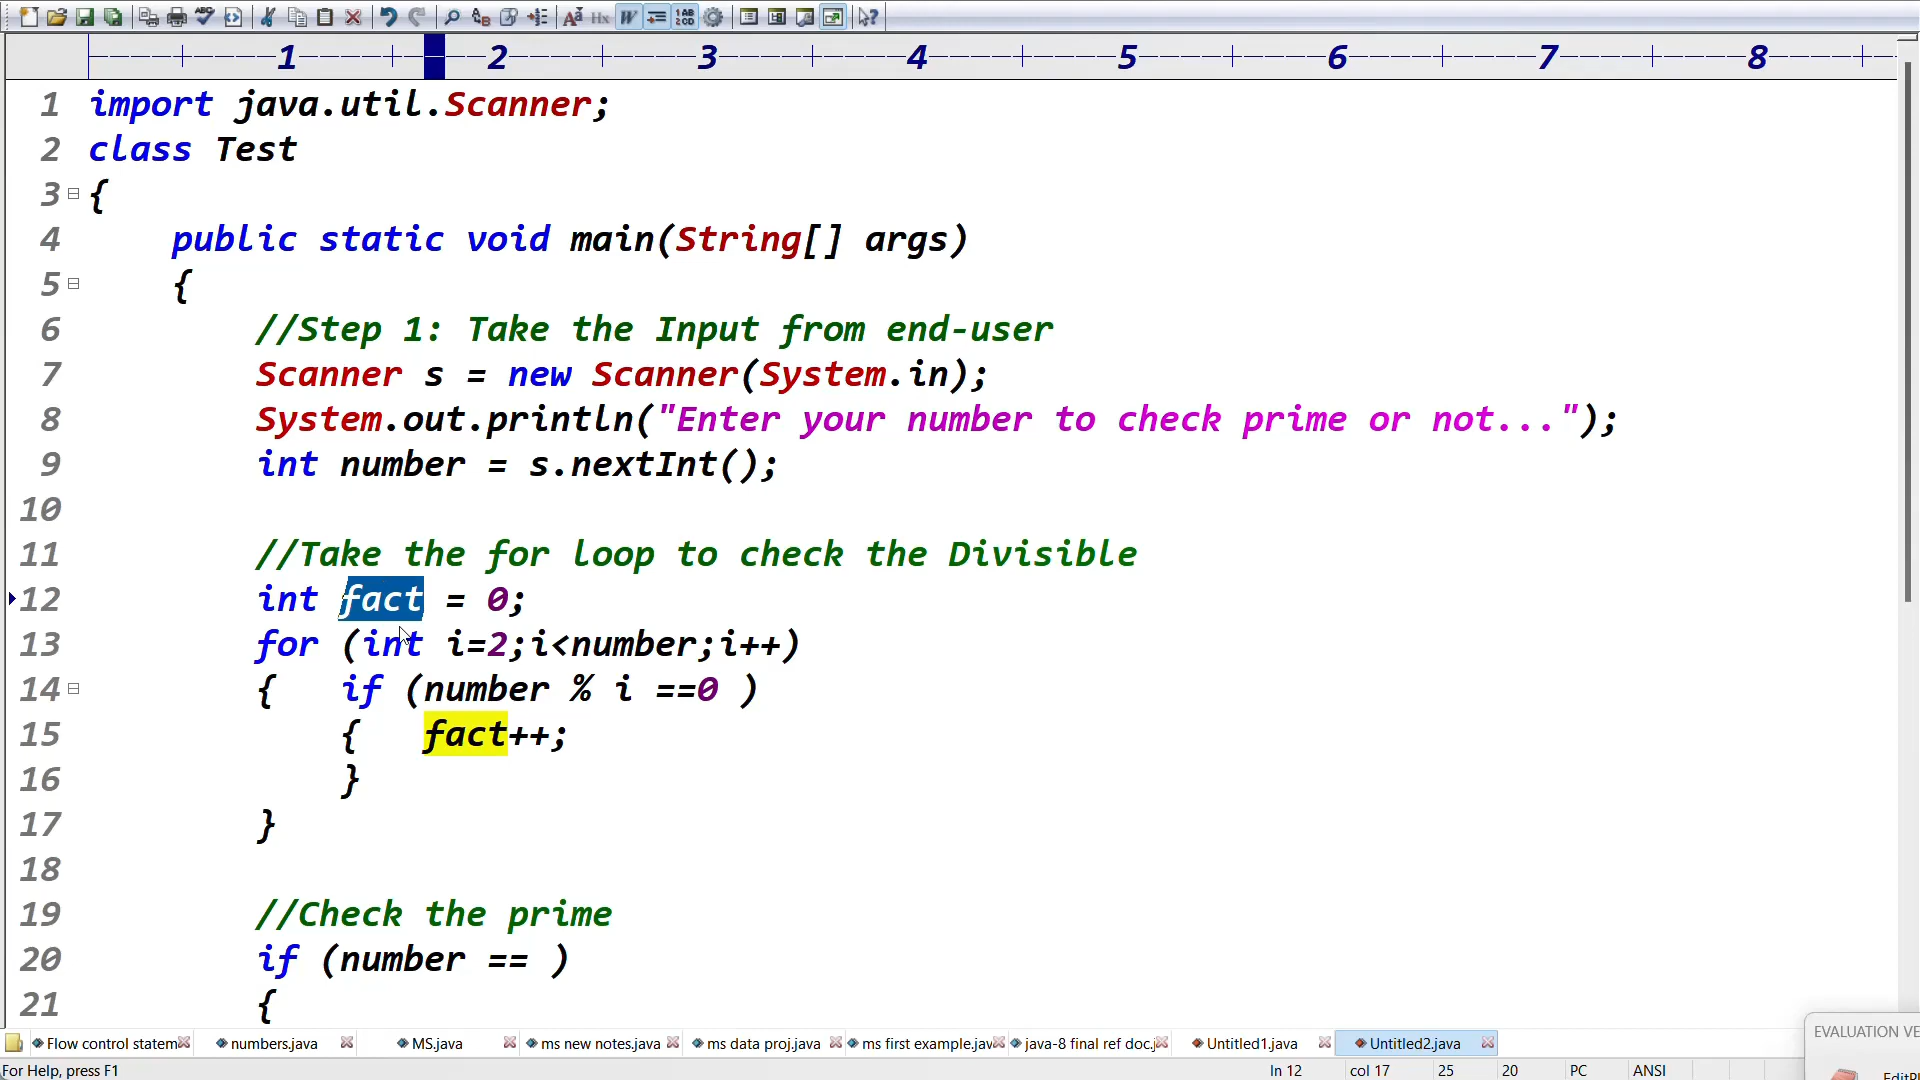 1 2 3 4 5 6 7 8
1 import java.util.Scanner;
2 class Test
3 {
4 public static void main(String[] args)
5 {
6 //Step 1: Take the Input from end-user
7 Scanner s = new Scanner(System.in);
8 System.out.println("Enter your number to check prime or not...");
9 int number = s.nextInt();
10
11 //Take the for loop to check the Divisible
12 int fact = 0;
13 for (int i=2;i<number;i++)
14 { if (number % i ==0 )
15 { fact++;
16 }
17 }
18
19 //Check the prime
20 if (number == )
21 {
Flow control statem numbers.java MS.java ms new notes.java ms data proj.java ms first example.jav java-8 final ref doc.j Untitled1.java Untitled2.java
EVALUATION VE
EditPl
For Help, press F1 ln 12 col 17 25 20 PC ANSI